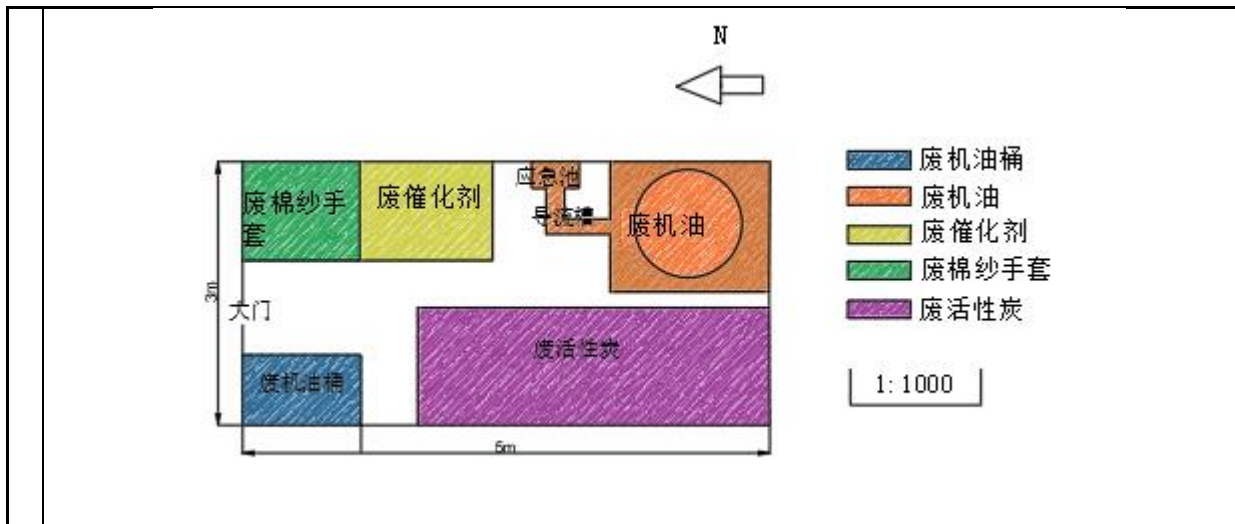 N
废棉纱手
套
废催化剂
应急池
导流槽
废机油
3m
大门
废活性炭
废机油桶
5m
废机油桶
废机油
废催化剂
废棉纱手套
废活性炭
1:1000